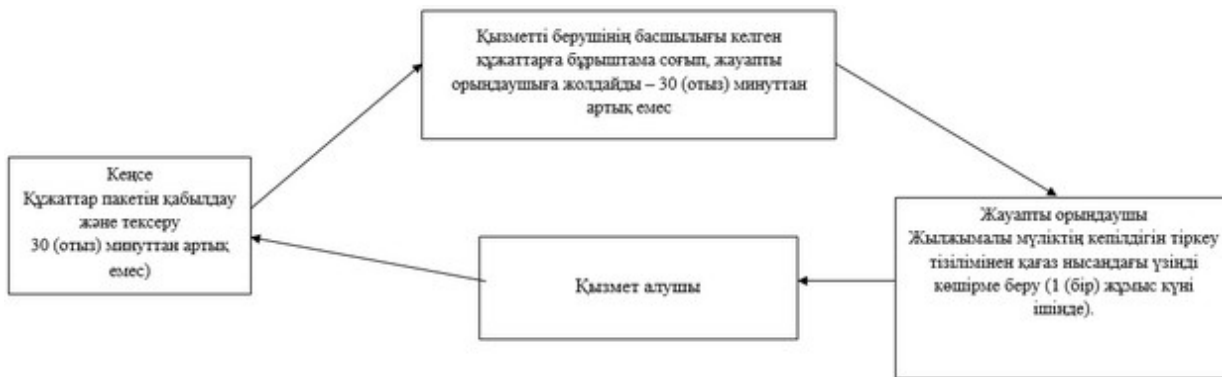 Қызметті берушінің басшылығы келген
құжаттарға бұрыштама соғып, жауапты
орындаушыға жолдайды – 30 (отыз) минуттан
артық емес
Кеңсе
Құжаттар пакетін қабылдау
және тексеру
30 (отыз) минуттан артық
емес)
Жауапты орындаушы
Жылжымалы мүліктің кепілдігін тіркеу
тізілімінен қағаз нысандағы үзінді
көшірме беру (1 (бір) жұмыс күні
ішінде).
Қызмет алушы